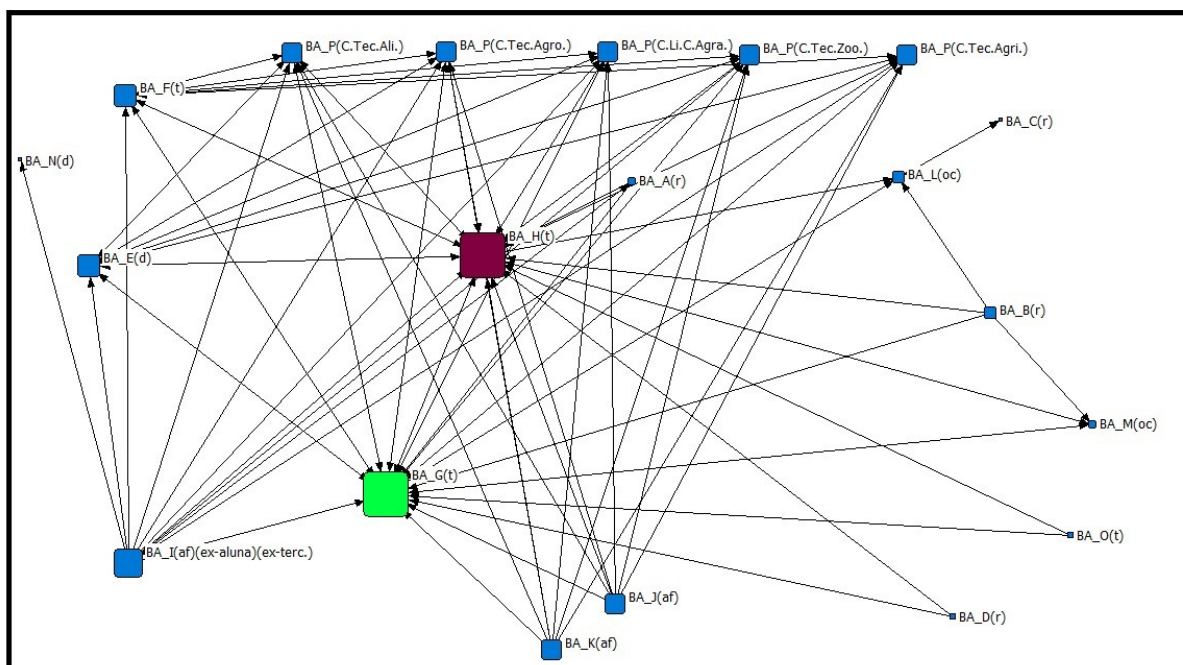 BA_P(C.Tec.Ali.)
BA_P(C.Tec.Agro.)
BA_P(C.Li.C.Agra.)
BA_P(C.Tec.Zoo.)
BA_P(C.Tec.Agri.)
BA_F(t)
BA_C(r)
BA_N(d)
BA_L(oc)
BA_A(r)
BA_H(t)
BA_E(d)
BA_B(r)
BA_M(oc)
BA_G(t)
BA_O(t)
BA_I(af)(ex-aluna)(ex-terc.)
BA_J(af)
BA_D(r)
BA_K(af)